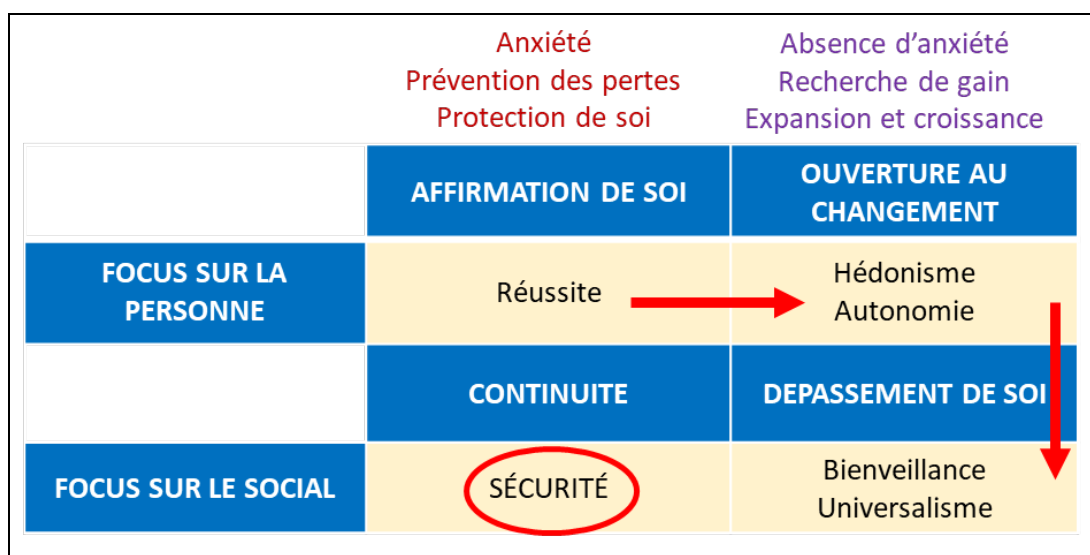 Anxiété
Prévention des pertes
Protection de soi
Absence d’anxiété
Recherche de gain
Expansion et croissance
AFFIRMATION DE SOI
OUVERTURE AU
CHANGEMENT
FOCUS SUR LA
PERSONNE
Réussite
Hédonisme
Autonomie
CONTINUITE
DEPASSEMENT DE SOI
FOCUS SUR LE SOCIAL
SÉCURITÉ
Bienveillance
Universalisme